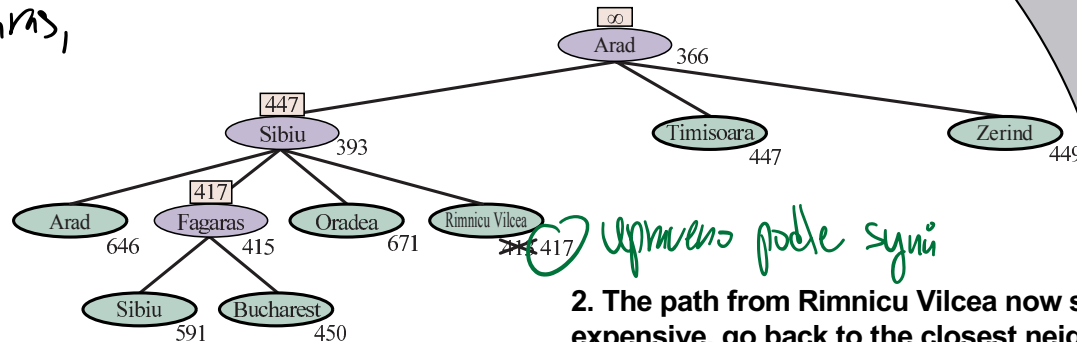 ∞
Arad
366
447
Sibiu
393
Timisoara
447
Zerind
449
417
Arad
646
Fagaras
415
Oradea
671
Rimnicu Vilcea
417
upraveno podle synů
Sibiu
591
Bucharest
450
2. The path from Rimnicu Vilcea now s
expensive, go back to the closest neig